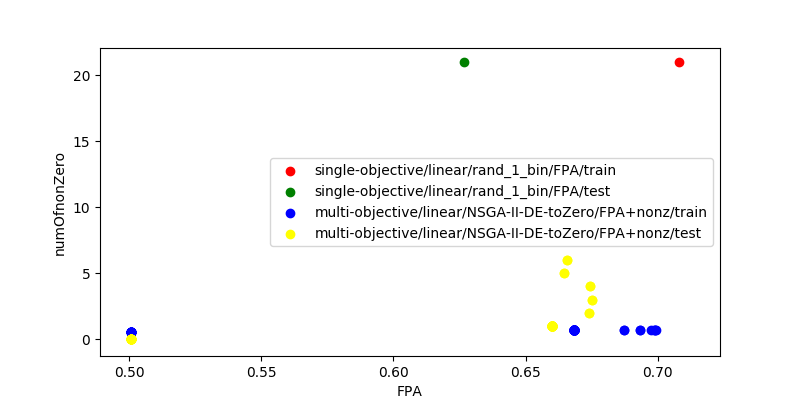 20
15
10
5
0
numOfnonZero
single-objective/linear/rand_1_bin/FPA/train
single-objective/linear/rand_1_bin/FPA/test
multi-objective/linear/NSGA-II-DE-toZero/FPA+nonz/train
multi-objective/linear/NSGA-II-DE-toZero/FPA+nonz/test
0.50 0.55 0.60 0.65 0.70
FPA